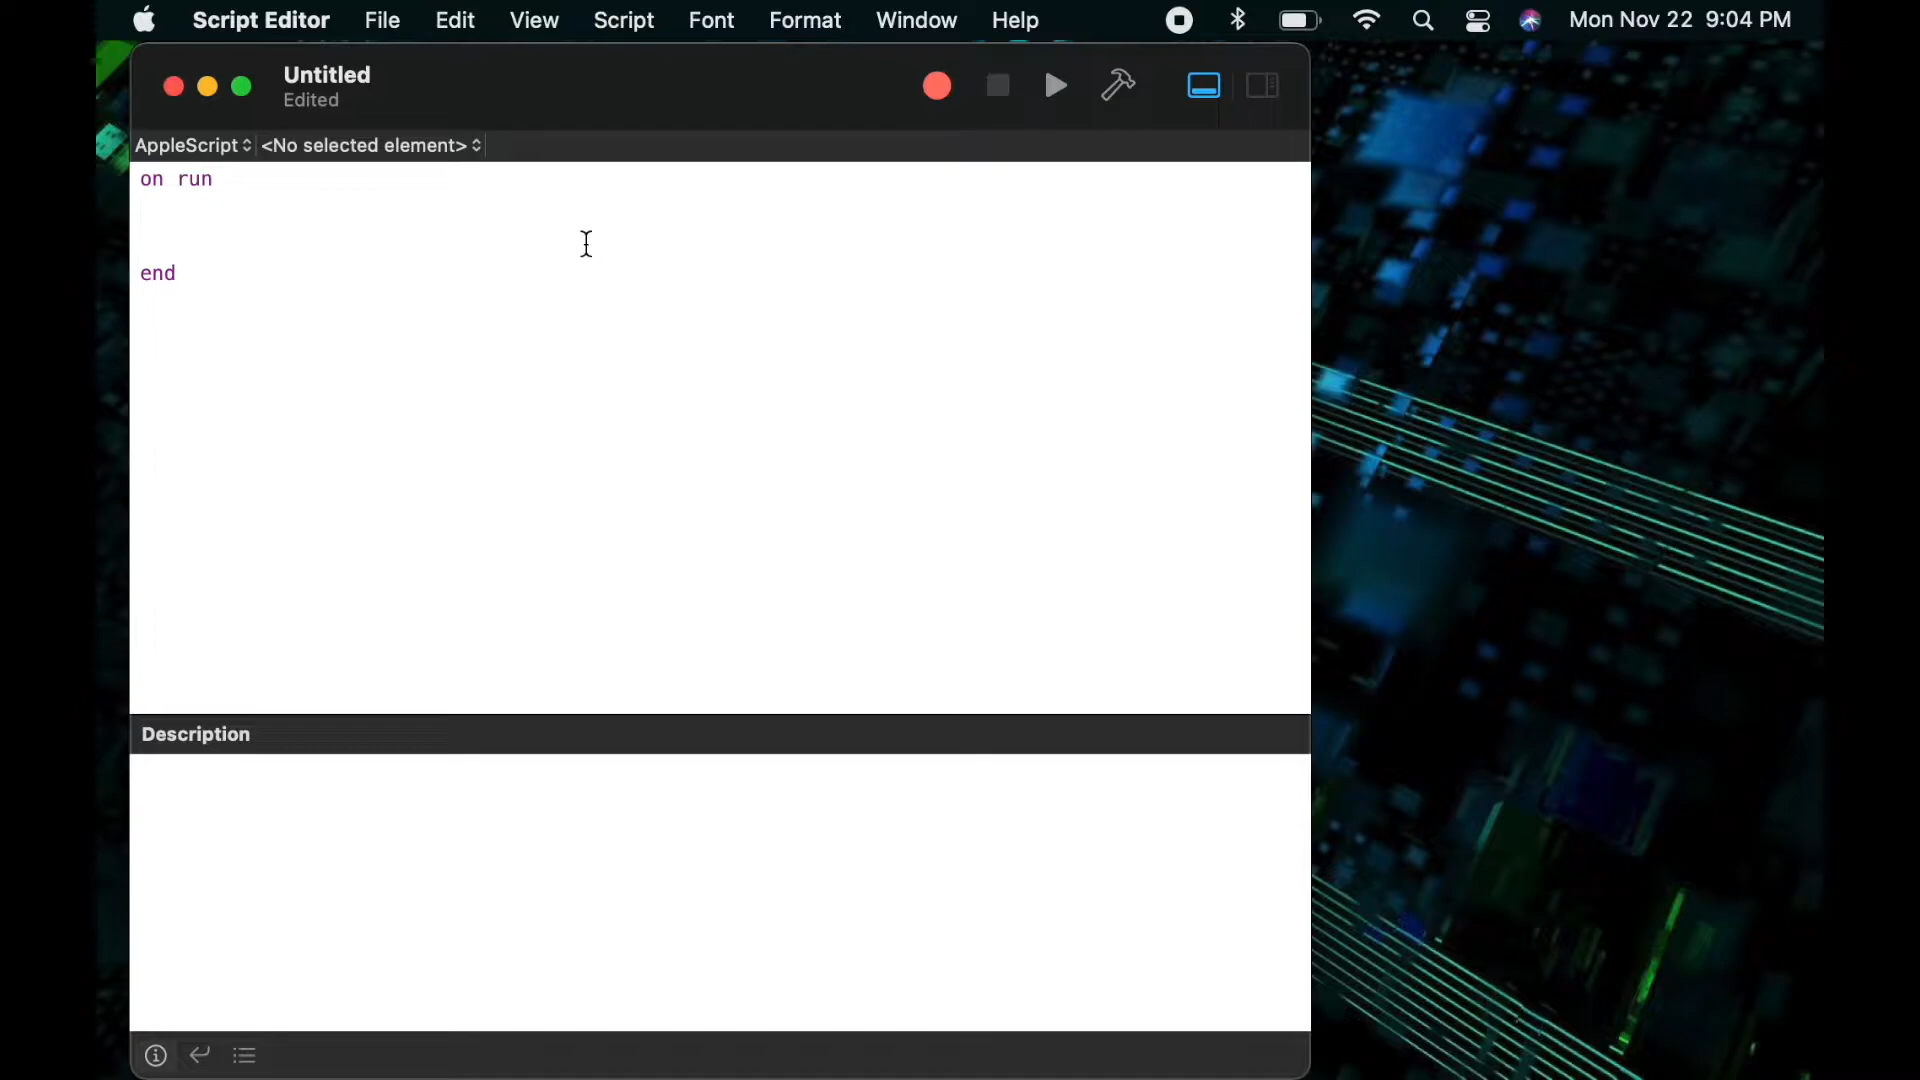 Script Editor File Edit View Script Font Format Window Help Mon Nov 22 9:04 PM
Untitled
Edited
AppleScript <No selected element>
on run
end
Description